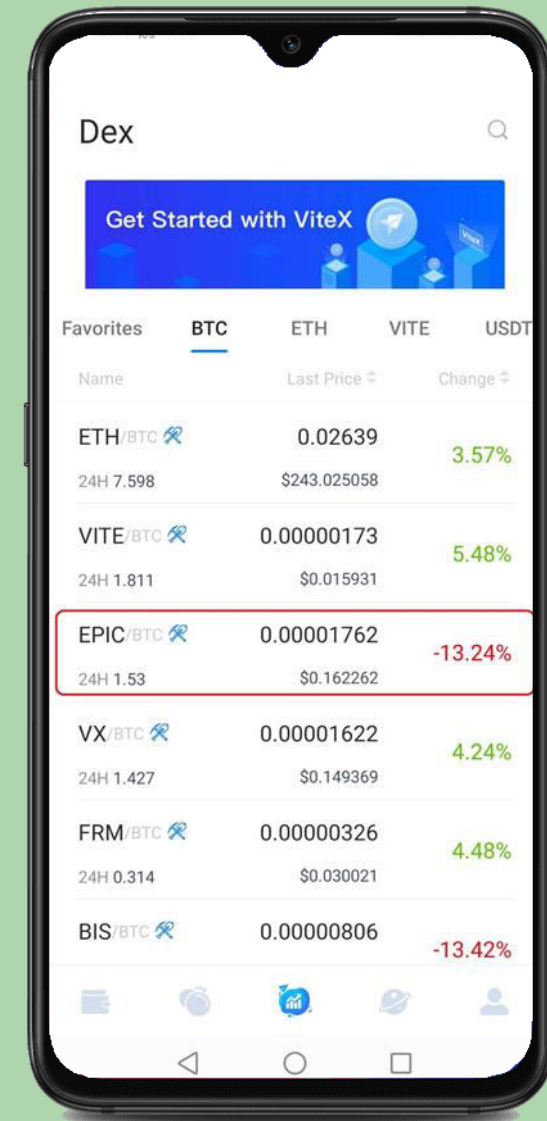 Dex
Get Started with ViteX
Favorites BTC ETH VITE USDT
Name Last Price Change
ETH/BTC 0.02639 3.57%
24H 7.598 $243.025058
VITE/BTC 0.00000173 5.48%
24H 1.811 $0.015931
EPIC/BTC 0.00001762 -13.24%
24H 1.53 $0.162262
VX/BTC 0.00001622 4.24%
24H 1.427 $0.149369
FRM/BTC 0.00000326 4.48%
24H 0.314 $0.030021
BIS/BTC 0.00000806 -13.42%